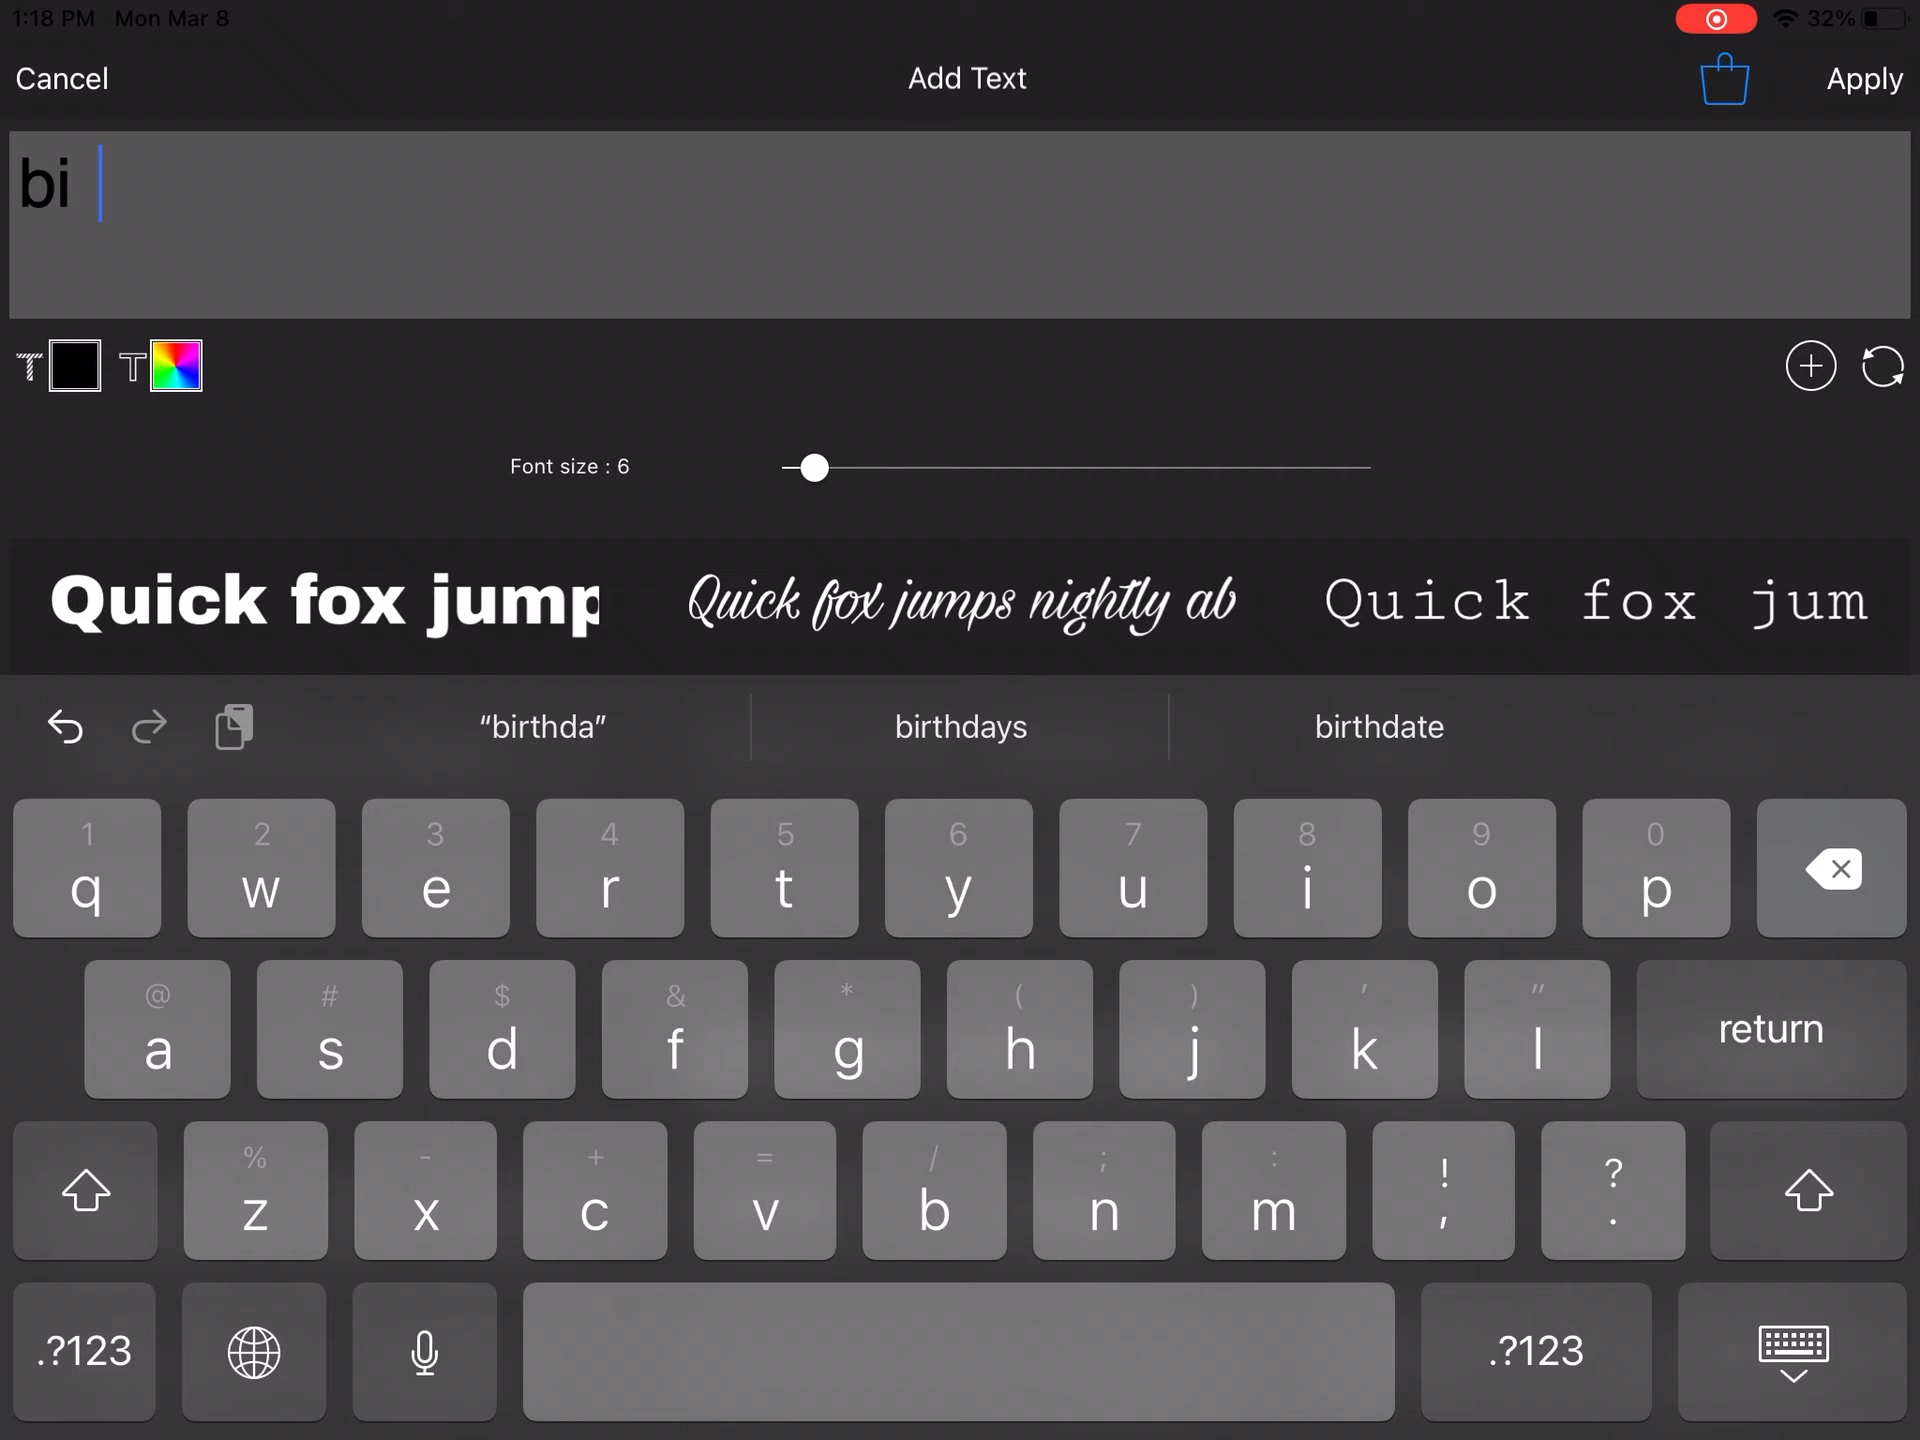 1:18 PM Mon Mar 8 32%
Cancel Add Text Apply
bi
T T
Font size : 6
Quick fox jump Quick fox jumps nightly ab Quick fox jum
“birthda” birthdays birthdate
1 2 3 4 5 6 7 8 9 0
q w e r t y u i o p
@ # $ & * ( ) ' "
a s d f g h j k l return
% - + = / ; : ! ?
z x c v b n m , .
.?123 .?123